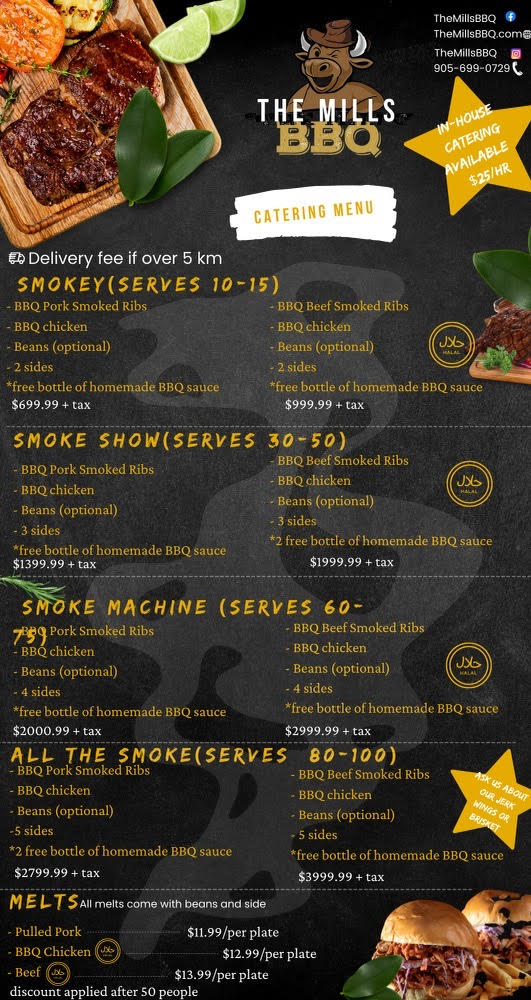 TheMillsBBQ
TheMillsBBQ.com
TheMillsBBQ
905-699-0729
THE MILLS
BBQ
IN-HOUSE
CATERING
AVAILABLE
$25/HR
CATERING MENU
Delivery fee if over 5 km
SMOKEY(SERVES 10-15)
- BBQ Pork Smoked Ribs
- BBQ chicken
- Beans (optional)
- 2 sides
*free bottle of homemade BBQ sauce
$699.99 + tax
- BBQ Beef Smoked Ribs
- BBQ chicken
- Beans (optional)
- 2 sides
*free bottle of homemade BBQ sauce
$999.99 + tax
حلال
HALAL
SMOKE SHOW(SERVES 30-50)
- BBQ Pork Smoked Ribs
- BBQ chicken
- Beans (optional)
- 3 sides
*free bottle of homemade BBQ sauce
$1399.99 + tax
- BBQ Beef Smoked Ribs
- BBQ chicken
- Beans (optional)
- 3 sides
*2 free bottle of homemade BBQ sauce
$1999.99 + tax
حلال
HALAL
SMOKE MACHINE (SERVES 60-
75)
- BBQ Pork Smoked Ribs
- BBQ chicken
- Beans (optional)
- 4 sides
*free bottle of homemade BBQ sauce
$2000.99 + tax
- BBQ Beef Smoked Ribs
- BBQ chicken
- Beans (optional)
- 4 sides
*free bottle of homemade BBQ sauce
$2999.99 + tax
حلال
HALAL
ALL THE SMOKE(SERVES 80-100)
- BBQ Pork Smoked Ribs
- BBQ chicken
- Beans (optional)
-5 sides
*2 free bottle of homemade BBQ sauce
$2799.99 + tax
- BBQ Beef Smoked Ribs
- BBQ chicken
- Beans (optional)
- 5 sides
*free bottle of homemade BBQ sauce
$3999.99 + tax
ASK US ABOUT
OUR JERK
WINGS OR
BRISKET
MELTS All melts come with beans and side
- Pulled Pork $11.99/per plate
- BBQ Chicken حلال $12.99/per plate
- Beef حلال $13.99/per plate
discount applied after 50 people